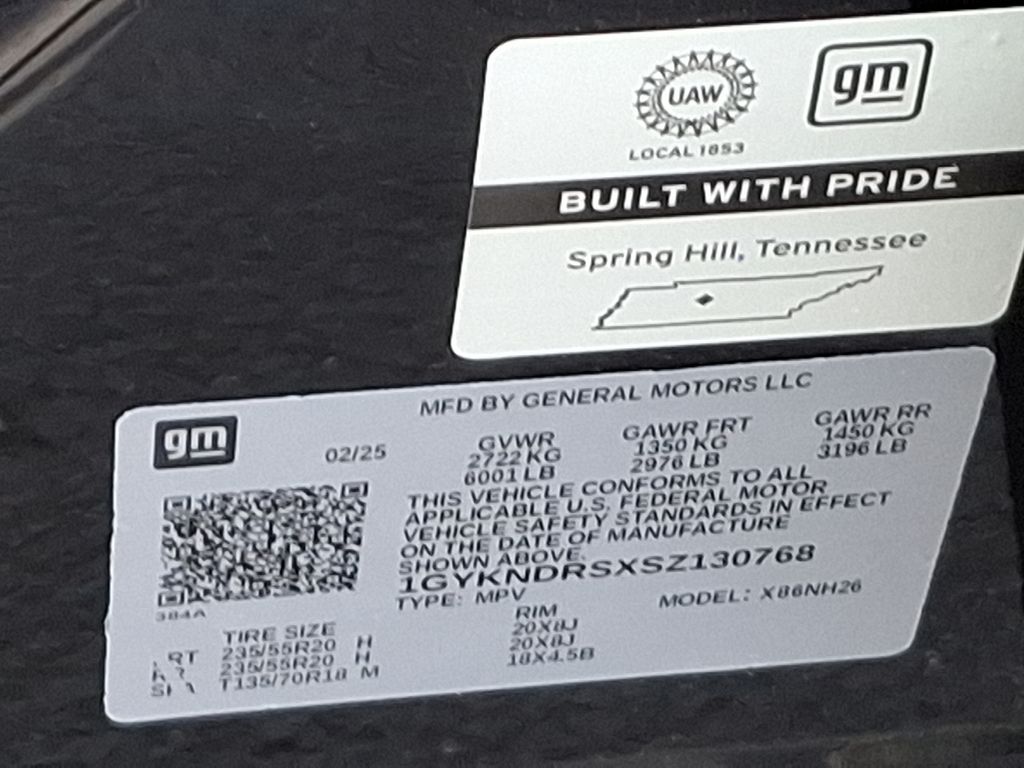 UAW
gm
LOCAL 1853
BUILT WITH PRIDE
Spring Hill, Tennessee
MFD BY GENERAL MOTORS LLC
gm
02/25
GVWR
2722 KG
6001 LB
GAWR FRT
1350 KG
2976 LB
GAWR RR
1450 KG
3196 LB
THIS VEHICLE CONFORMS TO ALL
APPLICABLE U.S. FEDERAL MOTOR
VEHICLE SAFETY STANDARDS IN EFFECT
ON THE DATE OF MANUFACTURE
SHOWN ABOVE.
1GYKNDRSXSZ130768
TYPE: MPV
MODEL: X86NH26
384A
TIRE SIZE
RIM
235/55R20 H
20X8J
235/55R20 H
20X8J
T135/70R18 M
18X4.5B